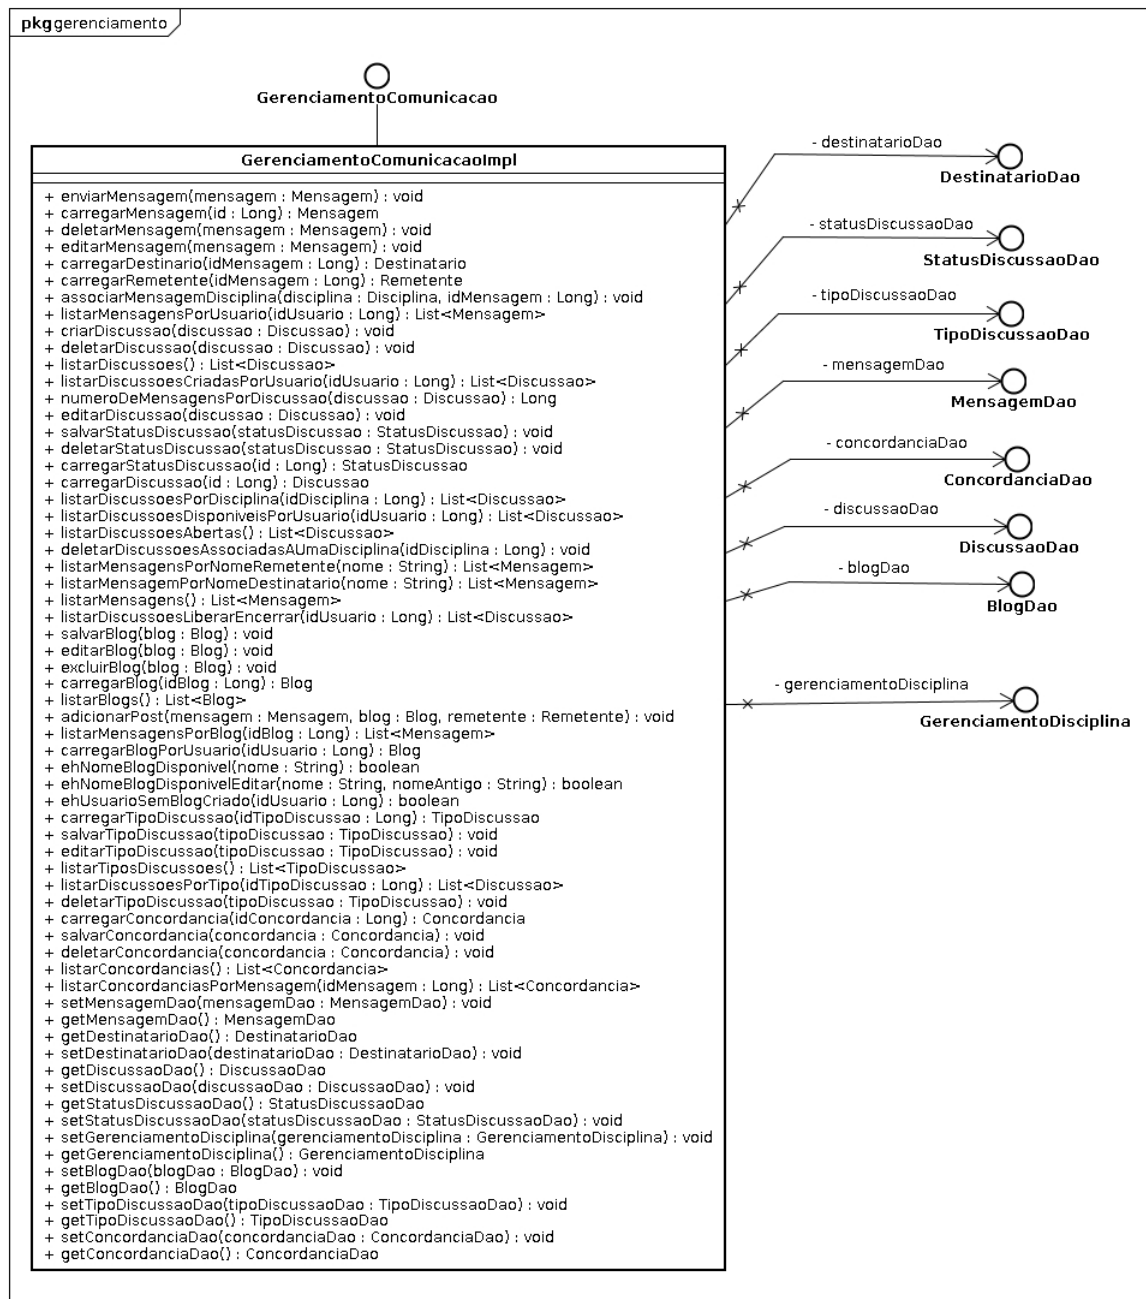 pkg gerenciamento
GerenciamentoComunicacao
GerenciamentoComunicacaoImpl
+ enviarMensagem(mensagem : Mensagem) : void
+ carregarMensagem(id : Long) : Mensagem
+ deletarMensagem(mensagem : Mensagem) : void
+ editarMensagem(mensagem : Mensagem) : void
+ carregarDestinario(idMensagem : Long) : Destinatario
+ carregarRemetente(idMensagem : Long) : Remetente
+ associarMensagemDisciplina(disciplina : Disciplina, idMensagem : Long) : void
+ listarMensagensPorUsuario(idUsuario : Long) : List<Mensagem>
+ criarDiscussao(discussao : Discussao) : void
+ deletarDiscussao(discussao : Discussao) : void
+ listarDiscussoes() : List<Discussao>
+ listarDiscussoesCriadasPorUsuario(idUsuario : Long) : List<Discussao>
+ numeroDeMensagensPorDiscussao(discussao : Discussao) : Long
+ editarDiscussao(discussao : Discussao) : void
+ salvarStatusDiscussao(statusDiscussao : StatusDiscussao) : void
+ deletarStatusDiscussao(statusDiscussao : StatusDiscussao) : void
+ carregarStatusDiscussao(id : Long) : StatusDiscussao
+ carregarDiscussao(id : Long) : Discussao
+ listarDiscussoesPorDisciplina(idDisciplina : Long) : List<Discussao>
+ listarDiscussoesDisponiveisPorUsuario(idUsuario : Long) : List<Discussao>
+ listarDiscussoesAbertas() : List<Discussao>
+ deletarDiscussoesAssociadasAUmaDisciplina(idDisciplina : Long) : void
+ listarMensagensPorNomeRemetente(nome : String) : List<Mensagem>
+ listarMensagemPorNomeDestinatario(nome : String) : List<Mensagem>
+ listarMensagens() : List<Mensagem>
+ listarDiscussoesLiberarEncerrar(idUsuario : Long) : List<Discussao>
+ salvarBlog(blog : Blog) : void
+ editarBlog(blog : Blog) : void
+ excluirBlog(blog : Blog) : void
+ carregarBlog(idBlog : Long) : Blog
+ listarBlogs() : List<Blog>
+ adicionarPost(mensagem : Mensagem, blog : Blog, remetente : Remetente) : void
+ listarMensagensPorBlog(idBlog : Long) : List<Mensagem>
+ carregarBlogPorUsuario(idUsuario : Long) : Blog
+ ehNomeBlogDisponivel(nome : String) : boolean
+ ehNomeBlogDisponivelEditar(nome : String, nomeAntigo : String) : boolean
+ ehUsuarioSemBlogCriado(idUsuario : Long) : boolean
+ carregarTipoDiscussao(idTipoDiscussao : Long) : TipoDiscussao
+ salvarTipoDiscussao(tipoDiscussao : TipoDiscussao) : void
+ editarTipoDiscussao(tipoDiscussao : TipoDiscussao) : void
+ listarTiposDiscussoes() : List<TipoDiscussao>
+ listarDiscussoesPorTipo(idTipoDiscussao : Long) : List<Discussao>
+ deletarTipoDiscussao(tipoDiscussao : TipoDiscussao) : void
+ carregarConcordancia(idConcordancia : Long) : Concordancia
+ salvarConcordancia(concordancia : Concordancia) : void
+ deletarConcordancia(concordancia : Concordancia) : void
+ listarConcordancias() : List<Concordancia>
+ listarConcordanciasPorMensagem(idMensagem : Long) : List<Concordancia>
+ setMensagemDao(mensagemDao : MensagemDao) : void
+ getMensagemDao() : MensagemDao
+ getDestinatarioDao() : DestinatarioDao
+ setDestinatarioDao(destinatarioDao : DestinatarioDao) : void
+ getDiscussaoDao() : DiscussaoDao
+ setDiscussaoDao(discussaoDao : DiscussaoDao) : void
+ getStatusDiscussaoDao() : StatusDiscussaoDao
+ setStatusDiscussaoDao(statusDiscussaoDao : StatusDiscussaoDao) : void
+ setGerenciamentoDisciplina(gerenciamentoDisciplina : GerenciamentoDisciplina) : void
+ getGerenciamentoDisciplina() : GerenciamentoDisciplina
+ setBlogDao(blogDao : BlogDao) : void
+ getBlogDao() : BlogDao
+ setTipoDiscussaoDao(tipoDiscussaoDao : TipoDiscussaoDao) : void
+ getTipoDiscussaoDao() : TipoDiscussaoDao
+ setConcordanciaDao(concordanciaDao : ConcordanciaDao) : void
+ getConcordanciaDao() : ConcordanciaDao
- destinatarioDao
DestinatarioDao
- statusDiscussaoDao
StatusDiscussaoDao
- tipoDiscussaoDao
TipoDiscussaoDao
- mensagemDao
MensagemDao
- concordanciaDao
ConcordanciaDao
- discussaoDao
DiscussaoDao
- blogDao
BlogDao
- gerenciamentoDisciplina
GerenciamentoDisciplina